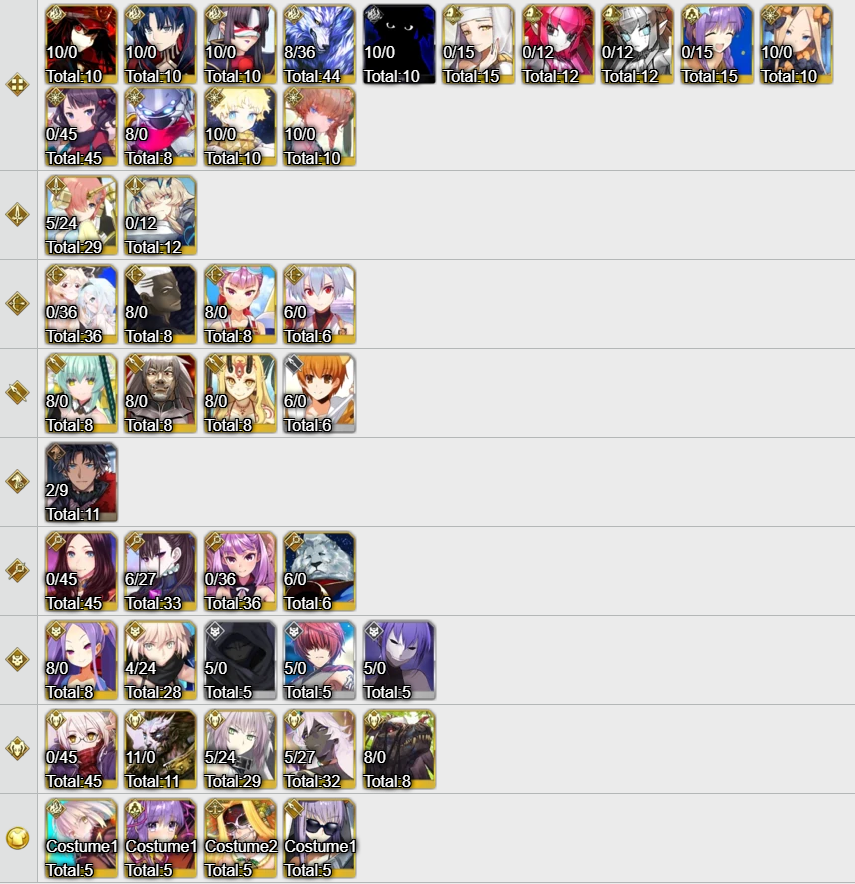 10/0 10/0 10/0 8/36 10/0 0/15 0/12 0/12 0/15 10/0
Total:10 Total:10 Total:10 Total:44 Total:10 Total:15 Total:12 Total:12 Total:15 Total:10
0/45 8/0 10/0 10/0
Total:45 Total:8 Total:10 Total:10
5/24 0/12
Total:29 Total:12
0/36 8/0 8/0 6/0
Total:36 Total:8 Total:8 Total:6
8/0 8/0 8/0 6/0
Total:8 Total:8 Total:8 Total:6
2/9
Total:11
0/45 6/27 0/36 6/0
Total:45 Total:33 Total:36 Total:6
8/0 4/24 5/0 5/0 5/0
Total:8 Total:28 Total:5 Total:5 Total:5
0/45 11/0 5/24 5/27 8/0
Total:45 Total:11 Total:29 Total:32 Total:8
Costume1 Costume1 Costume2 Costume1
Total:5 Total:5 Total:5 Total:5